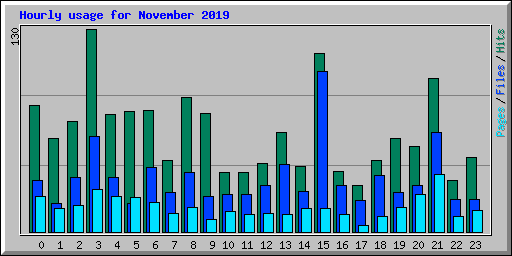 Hourly usage for November 2019
130
Pages / Files / Hits
0 1 2 3 4 5 6 7 8 9 10 11 12 13 14 15 16 17 18 19 20 21 22 23